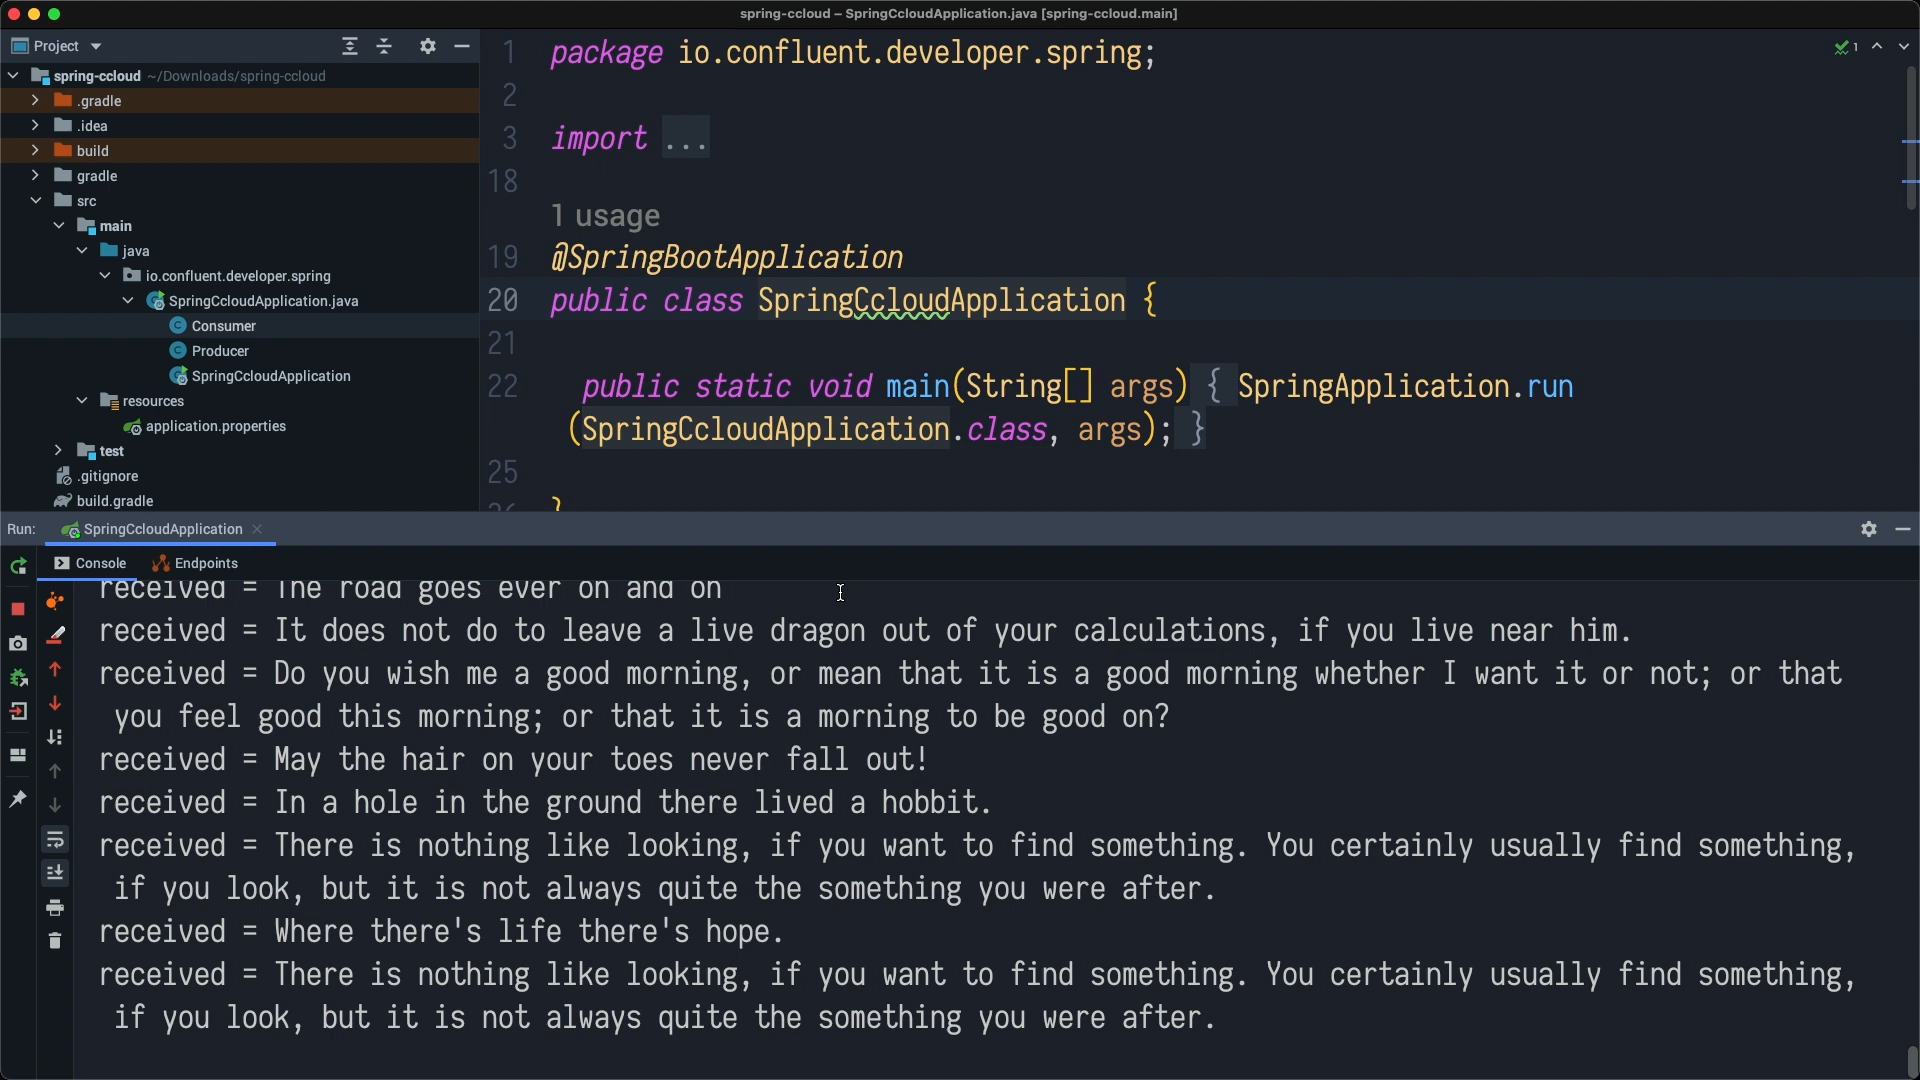 spring-ccloud – SpringCcloudApplication.java [spring-ccloud.main]
Project
spring-ccloud ~/Downloads/spring-ccloud
.gradle
.idea
build
gradle
src
main
java
io.confluent.developer.spring
SpringCcloudApplication.java
Consumer
Producer
SpringCcloudApplication
resources
application.properties
test
.gitignore
build.gradle
1 package io.confluent.developer.spring;
2
3 import ...
18
1 usage
19 @SpringBootApplication
20 public class SpringCcloudApplication {
21
22 public static void main(String[] args) { SpringApplication.run
(SpringCcloudApplication.class, args); }
25
26 }
1
Run: SpringCcloudApplication
Console Endpoints
received = The road goes ever on and on
received = It does not do to leave a live dragon out of your calculations, if you live near him.
received = Do you wish me a good morning, or mean that it is a good morning whether I want it or not; or that
you feel good this morning; or that it is a morning to be good on?
received = May the hair on your toes never fall out!
received = In a hole in the ground there lived a hobbit.
received = There is nothing like looking, if you want to find something. You certainly usually find something,
if you look, but it is not always quite the something you were after.
received = Where there's life there's hope.
received = There is nothing like looking, if you want to find something. You certainly usually find something,
if you look, but it is not always quite the something you were after.